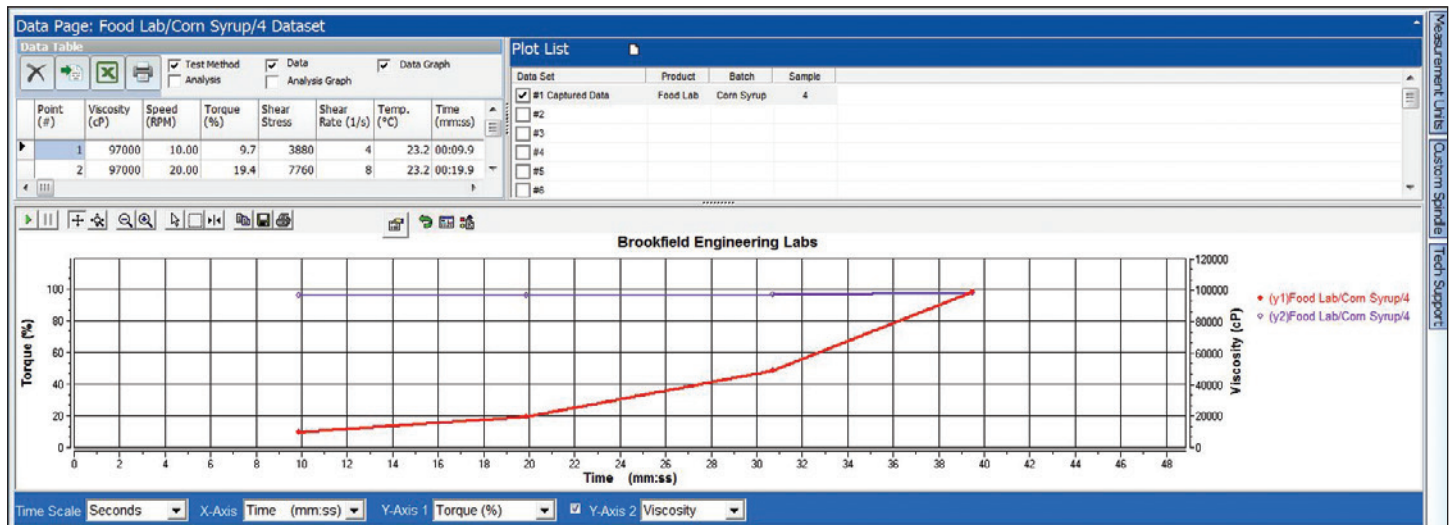 Data Page: Food Lab/Corn Syrup/4 Dataset
Data Table
Test Method Data Data Graph
Analysis Analysis Graph
Point (#) Viscosity (cP) Speed (RPM) Torque (%) Shear Stress Shear Rate (1/s) Temp. (°C) Time (mm:ss)
1 97000 10.00 9.7 3880 4 23.2 00:09.9
2 97000 20.00 19.4 7760 8 23.2 00:19.9
Plot List
Data Set Product Batch Sample
#1 Captured Data Food Lab Corn Syrup 4
#2
#3
#4
#5
#6
Measurement Units
Custom Spindle
Tech Support
Brookfield Engineering Labs
Torque (%)
100
80
60
40
20
0
120000
100000
80000
60000
40000
20000
0
Viscosity (cP)
(y1)Food Lab/Corn Syrup/4
(y2)Food Lab/Corn Syrup/4
0 2 4 6 8 10 12 14 16 18 20 22 24 26 28 30 32 34 36 38 40 42 44 46 48
Time (mm:ss)
Time Scale Seconds X-Axis Time (mm:ss) Y-Axis 1 Torque (%) Y-Axis 2 Viscosity